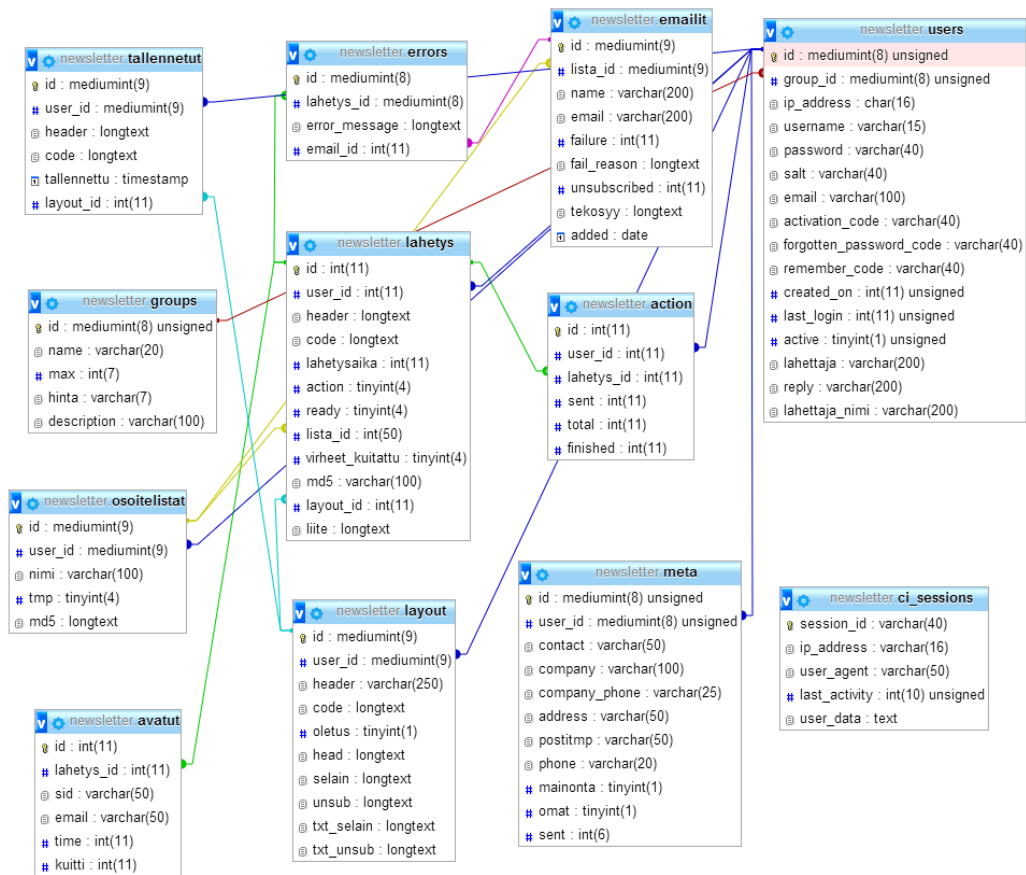 newsletter.tallennetut
id : mediumint(9)
user_id : mediumint(9)
header : longtext
code : longtext
tallennettu : timestamp
layout_id : int(11)
newsletter.errors
id : mediumint(8)
lahetys_id : mediumint(8)
error_message : longtext
email_id : int(11)
newsletter.emailit
id : mediumint(9)
lista_id : mediumint(9)
name : varchar(200)
email : varchar(200)
failure : int(11)
fail_reason : longtext
unsubscribed : int(11)
tekosyy : longtext
added : date
newsletter.users
id : mediumint(8) unsigned
group_id : mediumint(8) unsigned
ip_address : char(16)
username : varchar(15)
password : varchar(40)
salt : varchar(40)
email : varchar(100)
activation_code : varchar(40)
forgotten_password_code : varchar(40)
remember_code : varchar(40)
created_on : int(11) unsigned
last_login : int(11) unsigned
active : tinyint(1) unsigned
lahettaja : varchar(200)
reply : varchar(200)
lahettaja_nimi : varchar(200)
newsletter.groups
id : mediumint(8) unsigned
name : varchar(20)
max : int(7)
hinta : varchar(7)
description : varchar(100)
newsletter.lahetys
id : int(11)
user_id : int(11)
header : longtext
code : longtext
lahetysaika : int(11)
action : tinyint(4)
ready : tinyint(4)
lista_id : int(50)
virheet_kuitattu : tinyint(4)
md5 : varchar(100)
layout_id : int(11)
liite : longtext
newsletter.action
id : int(11)
user_id : int(11)
lahetys_id : int(11)
sent : int(11)
total : int(11)
finished : int(11)
newsletter.osoitelistat
id : mediumint(9)
user_id : mediumint(9)
nimi : varchar(100)
tmp : tinyint(4)
md5 : longtext
newsletter.layout
id : mediumint(9)
user_id : mediumint(9)
header : varchar(250)
code : longtext
oletus : tinyint(1)
head : longtext
selain : longtext
unsub : longtext
txt_selain : longtext
txt_unsub : longtext
newsletter.meta
id : mediumint(8) unsigned
user_id : mediumint(8) unsigned
contact : varchar(50)
company : varchar(100)
company_phone : varchar(25)
address : varchar(50)
postitmp : varchar(50)
phone : varchar(20)
mainonta : tinyint(1)
omat : tinyint(1)
sent : int(6)
newsletter.ci_sessions
session_id : varchar(40)
ip_address : varchar(16)
user_agent : varchar(50)
last_activity : int(10) unsigned
user_data : text
newsletter.avatut
id : int(11)
lahetys_id : int(11)
sid : varchar(50)
email : varchar(50)
time : int(11)
kuitti : int(11)